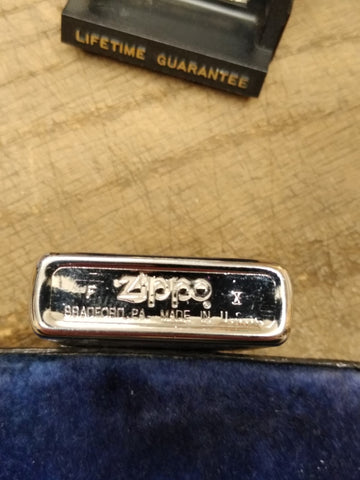 LIFETIME GUARANTEE
F Zippo X
BRADFORD, PA. MADE IN U.S.A.